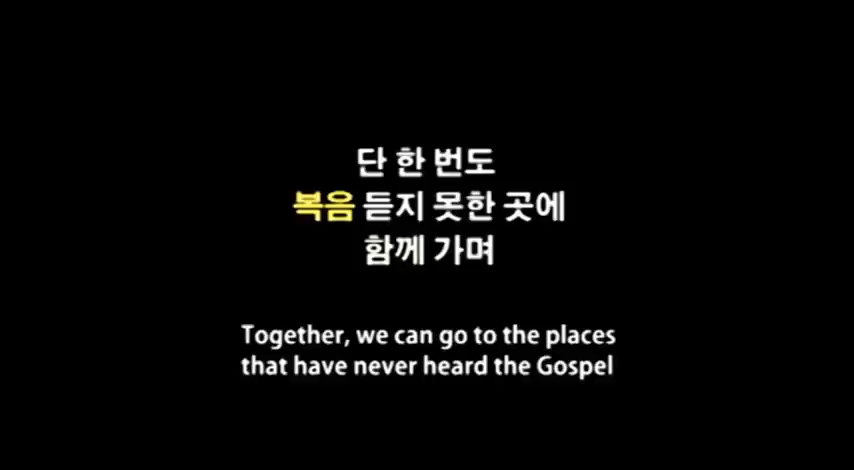 단 한 번도
복음 듣지 못한 곳에
함께 가며
Together, we can go to the places
that have never heard the Gospel